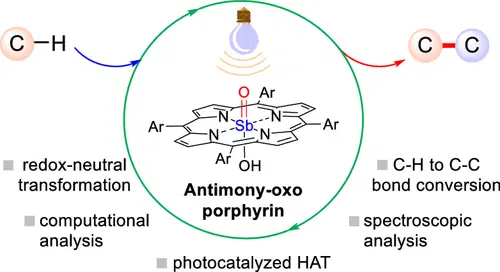 C–H
C–C
O
Ar
Ar
N
N
Sb
N
N
Ar
Ar
OH
Antimony-oxo
porphyrin
redox-neutral
transformation
computational
analysis
photocatalyzed HAT
C-H to C-C
bond conversion
spectroscopic
analysis